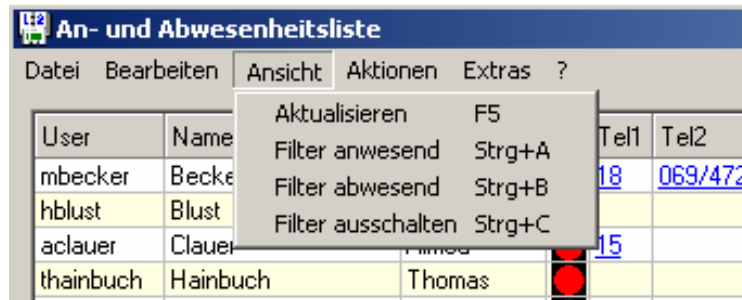 An- und Abwesenheitsliste
Datei Bearbeiten Ansicht Aktionen Extras ?
Aktualisieren F5
Filter anwesend Strg+A
Filter abwesend Strg+B
Filter ausschalten Strg+C
User Name Tel1 Tel2
mbecker 18 069/472
hblust Blust
aclauer Clauer 15
thainbuch Hainbuch Thomas